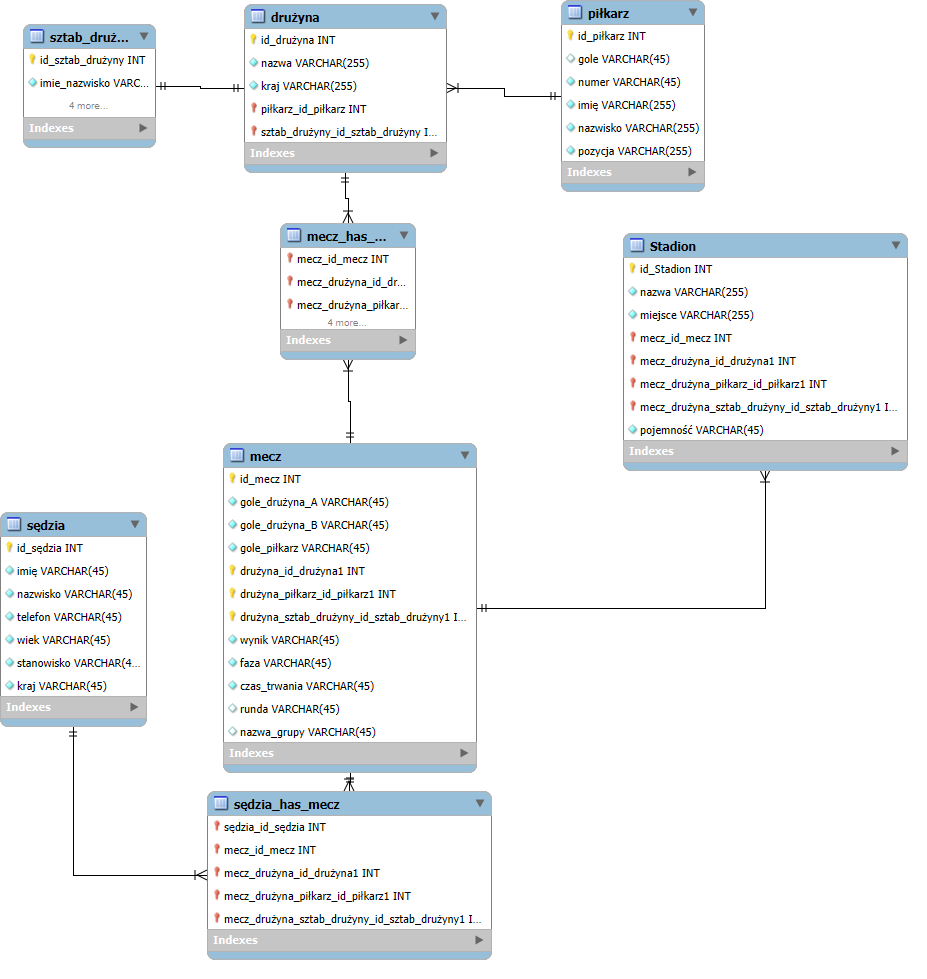 sztab_druż...
id_sztab_drużyny INT
imie_nazwisko VARC...
4 more...
Indexes
drużyna
id_drużyna INT
nazwa VARCHAR(255)
kraj VARCHAR(255)
piłkarz_id_piłkarz INT
sztab_drużyny_id_sztab_drużyny I...
Indexes
piłkarz
id_piłkarz INT
gole VARCHAR(45)
numer VARCHAR(45)
imię VARCHAR(255)
nazwisko VARCHAR(255)
pozycja VARCHAR(255)
Indexes
mecz_has_...
mecz_id_mecz INT
mecz_drużyna_id_dr...
mecz_drużyna_piłkar...
4 more...
Indexes
Stadion
id_Stadion INT
nazwa VARCHAR(255)
miejsce VARCHAR(255)
mecz_id_mecz INT
mecz_drużyna_id_drużyna1 INT
mecz_drużyna_piłkarz_id_piłkarz1 INT
mecz_drużyna_sztab_drużyny_id_sztab_drużyny1 I...
pojemność VARCHAR(45)
Indexes
mecz
id_mecz INT
gole_drużyna_A VARCHAR(45)
gole_drużyna_B VARCHAR(45)
gole_piłkarz VARCHAR(45)
drużyna_id_drużyna1 INT
drużyna_piłkarz_id_piłkarz1 INT
drużyna_sztab_drużyny_id_sztab_drużyny1 I...
wynik VARCHAR(45)
faza VARCHAR(45)
czas_trwania VARCHAR(45)
runda VARCHAR(45)
nazwa_grupy VARCHAR(45)
Indexes
sędzia
id_sędzia INT
imię VARCHAR(45)
nazwisko VARCHAR(45)
telefon VARCHAR(45)
wiek VARCHAR(45)
stanowisko VARCHAR(4...
kraj VARCHAR(45)
Indexes
sędzia_has_mecz
sędzia_id_sędzia INT
mecz_id_mecz INT
mecz_drużyna_id_drużyna1 INT
mecz_drużyna_piłkarz_id_piłkarz1 INT
mecz_drużyna_sztab_drużyny_id_sztab_drużyny1 I...
Indexes